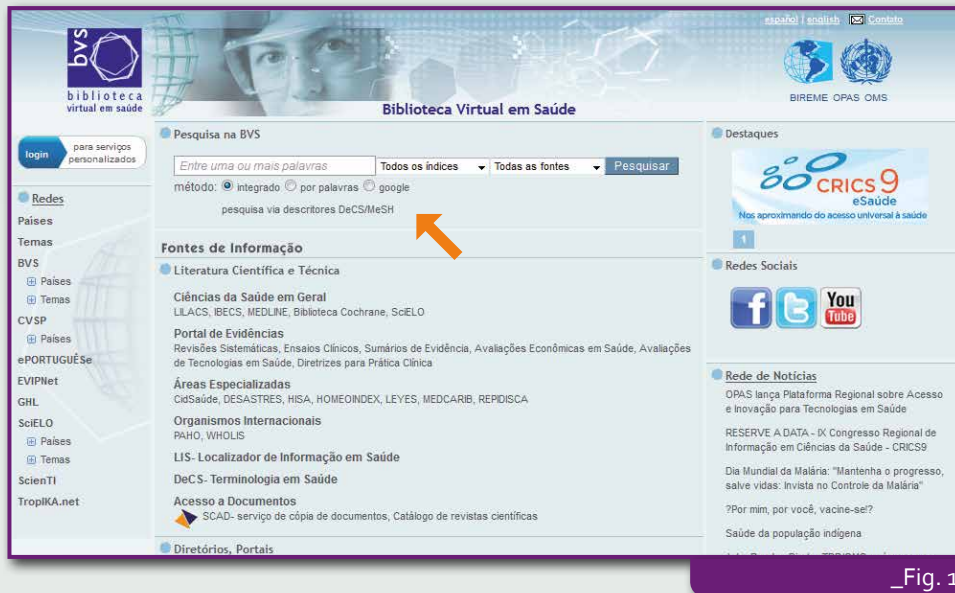 español | english Contato
bvs
biblioteca
virtual em saúde
Biblioteca Virtual em Saúde
BIREME OPAS OMS
login
para serviços
personalizados
Redes
Países
Temas
BVS
Países
Temas
CVSP
Países
ePORTUGUÊSe
EVIPNet
GHL
SciELO
Países
Temas
ScienTI
TropIKA.net
Pesquisa na BVS
Entre uma ou mais palavras Todos os índices Todas as fontes Pesquisar
método: integrado por palavras google
pesquisa via descritores DeCS/MeSH
Fontes de Informação
Literatura Científica e Técnica
Ciências da Saúde em Geral
LILACS, IBECS, MEDLINE, Biblioteca Cochrane, SciELO
Portal de Evidências
Revisões Sistemáticas, Ensaios Clínicos, Sumários de Evidência, Avaliações Econômicas em Saúde, Avaliações
de Tecnologias em Saúde, Diretrizes para Prática Clínica
Áreas Especializadas
CidSaúde, DESASTRES, HISA, HOMEOINDEX, LEYES, MEDCARIB, REPIDISCA
Organismos Internacionais
PAHO, WHOLIS
LIS- Localizador de Informação em Saúde
DeCS- Terminologia em Saúde
Acesso a Documentos
SCAD- serviço de cópia de documentos, Catálogo de revistas científicas
Diretórios, Portais
Destaques
CRICS 9
eSaúde
Nos aproximando do acesso universal à saúde
1
Redes Sociais
You
Tube
Rede de Notícias
OPAS lança Plataforma Regional sobre Acesso
e Inovação para Tecnologias em Saúde
RESERVE A DATA - IX Congresso Regional de
Informação em Ciências da Saúde - CRICS9
Dia Mundial da Malária: "Mantenha o progresso,
salve vidas: Invista no Controle da Malária"
?Por mim, por você, vacine-se!?
Saúde da população indígena
_Fig. 1